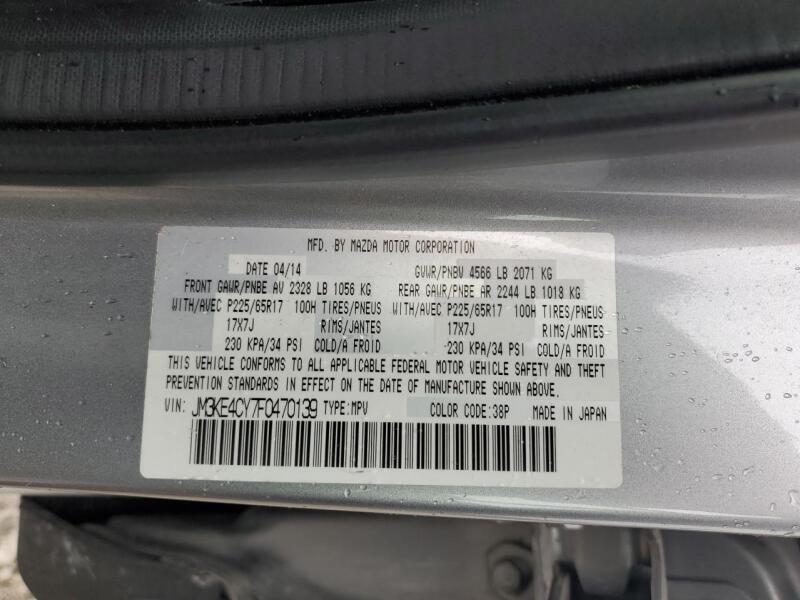 MFD. BY MAZDA MOTOR CORPORATION
DATE 04/14 GVWR/PNBV 4566 LB 2071 KG
FRONT GAWR/PNBE AV 2328 LB 1056 KG REAR GAWR/PNBE AR 2244 LB 1018 KG
WITH/AVEC P225/65R17 100H TIRES/PNEUS WITH/AVEC P225/65R17 100H TIRES/PNEUS
17X7J RIMS/JANTES 17X7J RIMS/JANTES
230 KPA/34 PSI COLD/A FROID 230 KPA/34 PSI COLD/A FROID
THIS VEHICLE CONFORMS TO ALL APPLICABLE FEDERAL MOTOR VEHICLE SAFETY AND THEFT
PREVENTION STANDARDS IN EFFECT ON THE DATE OF MANUFACTURE SHOWN ABOVE.
VIN: JM3KE4CY7F0470139 TYPE:MPV COLOR CODE:38P MADE IN JAPAN